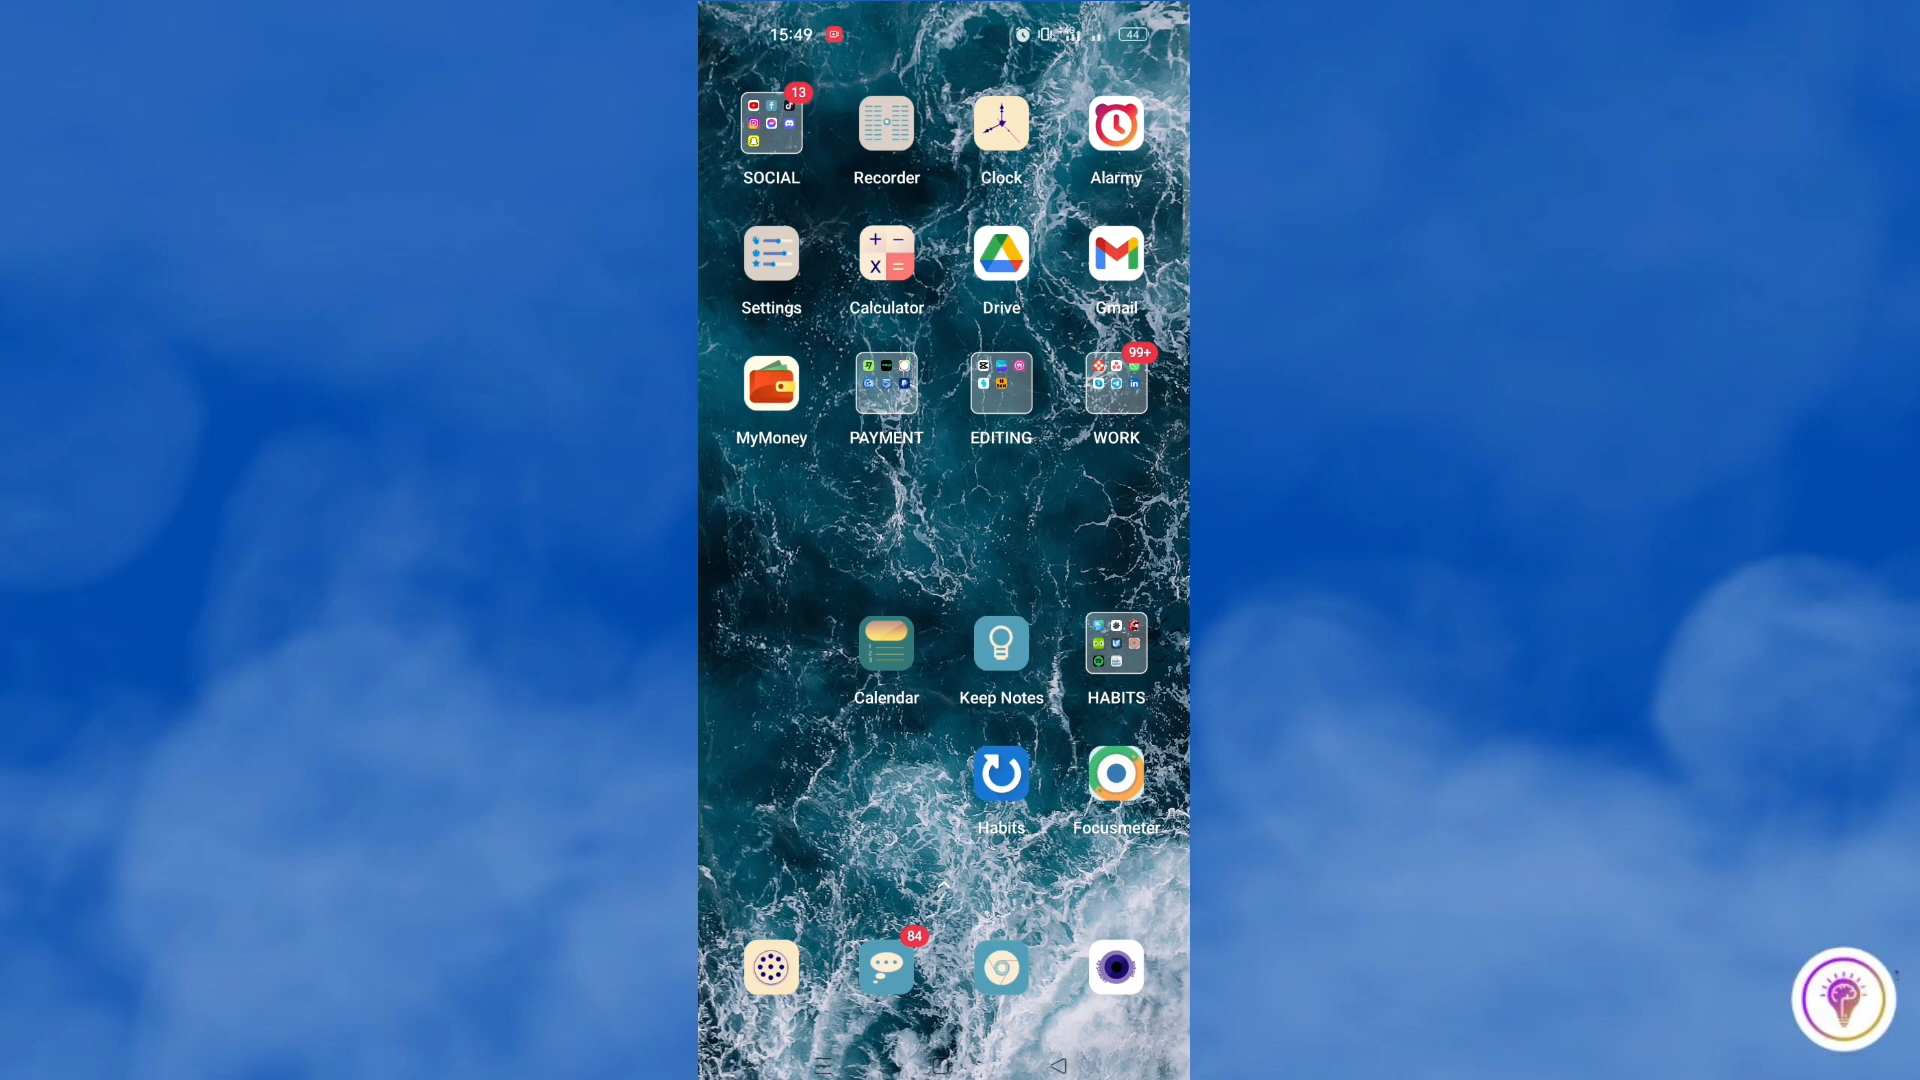 15:49
44
13
SOCIAL
Recorder
Clock
Alarmy
Settings
Calculator
Drive
Gmail
99+
MyMoney
PAYMENT
EDITING
WORK
Calendar
Keep Notes
HABITS
Habits
Focusmeter
84